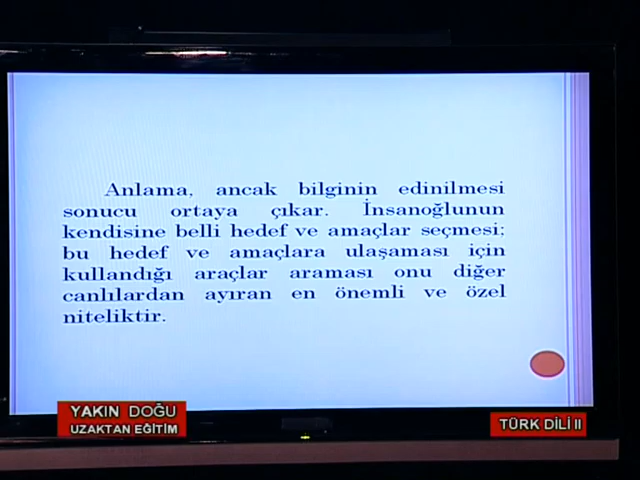 Anlama, ancak bilginin edinilmesi
sonucu ortaya çıkar. İnsanoğlunun
kendisine belli hedef ve amaçlar seçmesi;
bu hedef ve amaçlara ulaşaması için
kullandığı araçlar araması onu diğer
canlılardan ayıran en önemli ve özel
niteliktir.
YAKIN DOĞU
UZAKTAN EĞİTİM
TÜRK DİLİ II